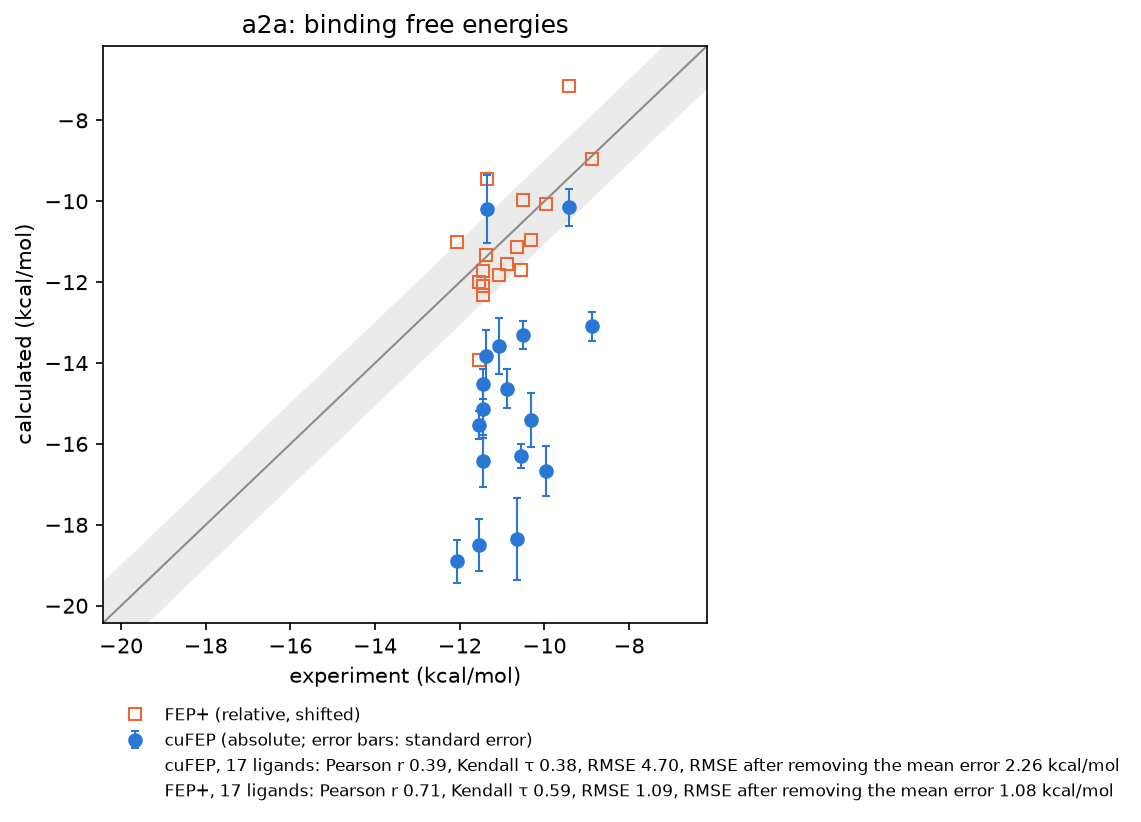 a2a: binding free energies
calculated (kcal/mol)
−8
−10
−12
−14
−16
−18
−20
−20 −18 −16 −14 −12 −10 −8
experiment (kcal/mol)
FEP+ (relative, shifted)
cuFEP (absolute; error bars: standard error)
cuFEP, 17 ligands: Pearson r 0.39, Kendall τ 0.38, RMSE 4.70, RMSE after removing the mean error 2.26 kcal/mol
FEP+, 17 ligands: Pearson r 0.71, Kendall τ 0.59, RMSE 1.09, RMSE after removing the mean error 1.08 kcal/mol